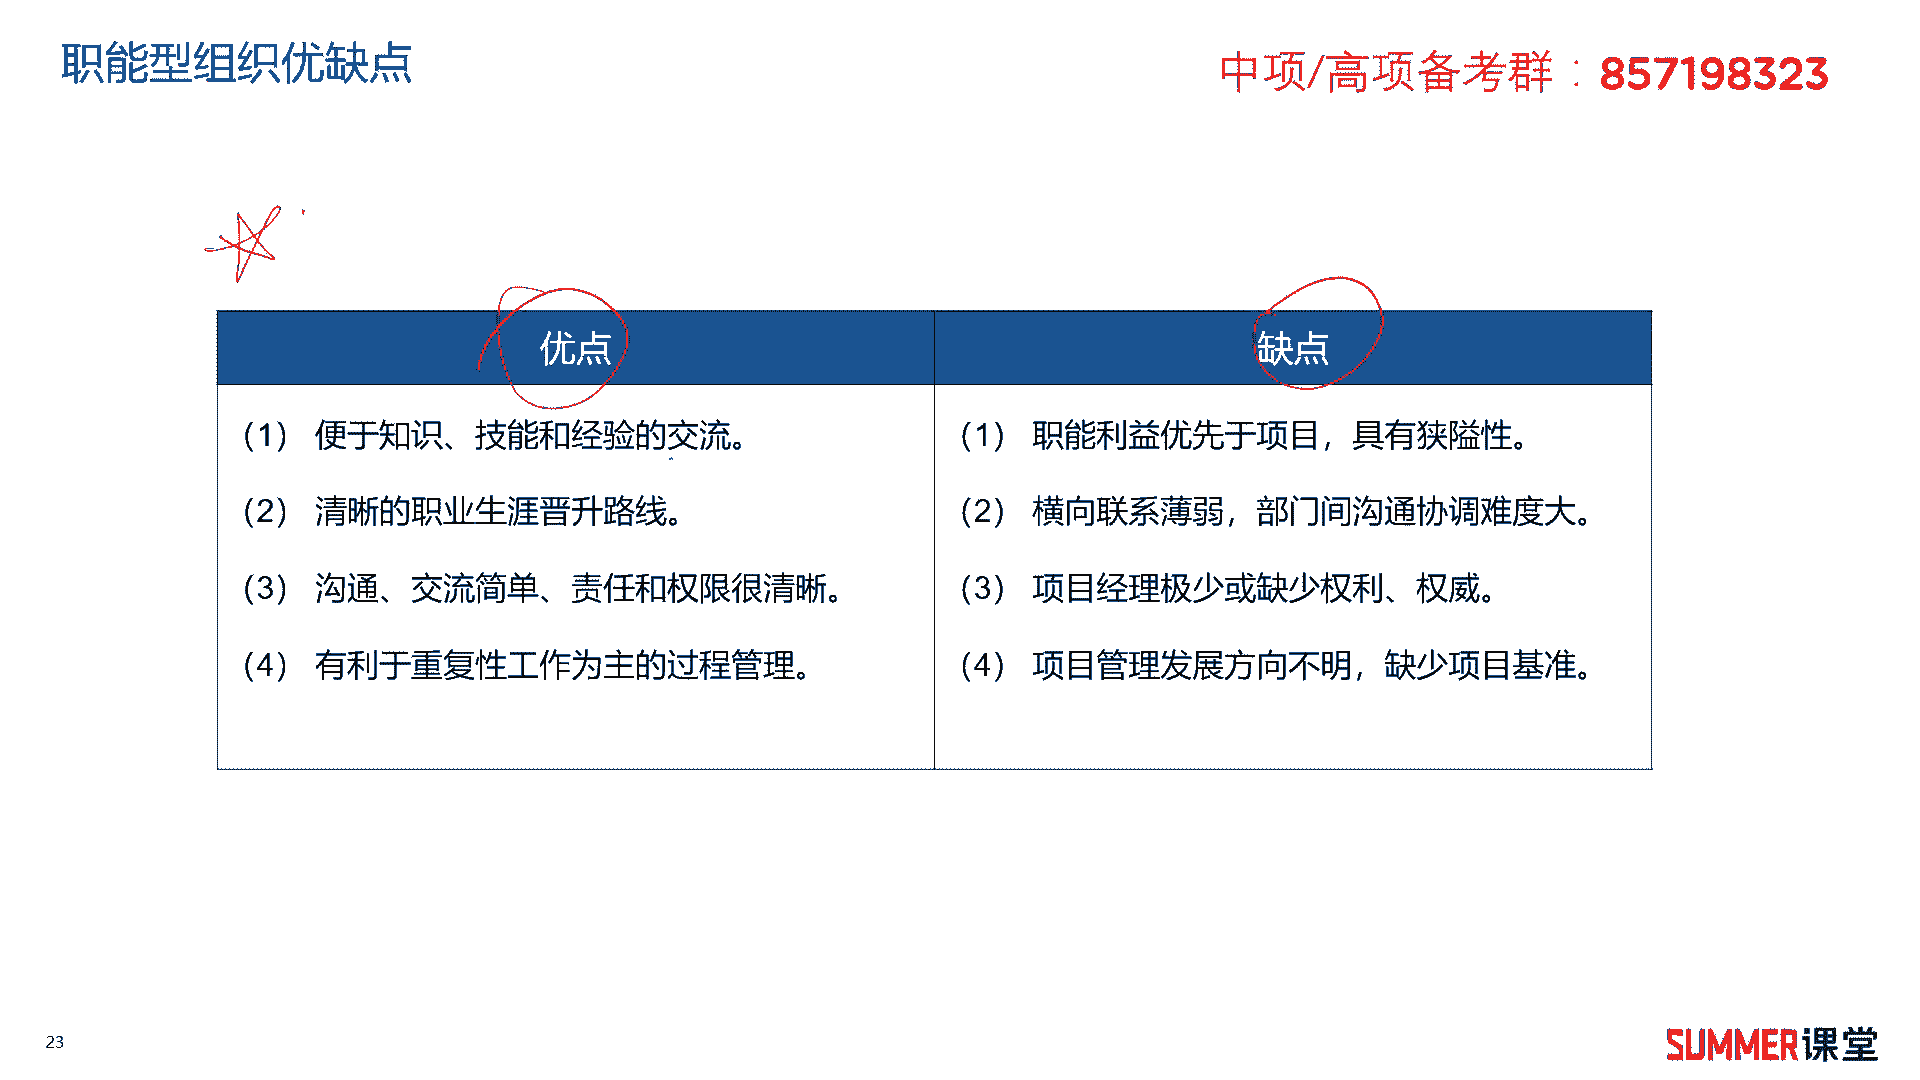 职能型组织优缺点
中项/高项备考群：857198323
优点
缺点
（1） 便于知识、技能和经验的交流。
（2） 清晰的职业生涯晋升路线。
（3） 沟通、交流简单、责任和权限很清晰。
（4） 有利于重复性工作为主的过程管理。
（1） 职能利益优先于项目，具有狭隘性。
（2） 横向联系薄弱，部门间沟通协调难度大。
（3） 项目经理极少或缺少权利、权威。
（4） 项目管理发展方向不明，缺少项目基准。
23
SUMMER课堂